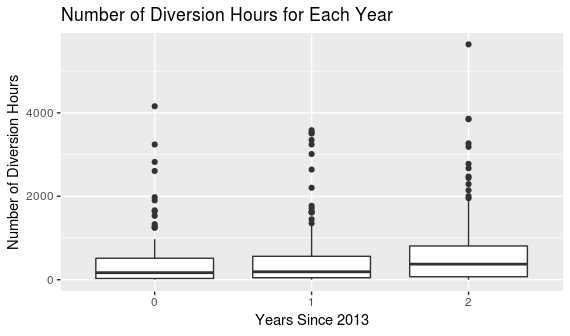 Number of Diversion Hours for Each Year
Number of Diversion Hours
4000
2000
0
0 1 2
Years Since 2013